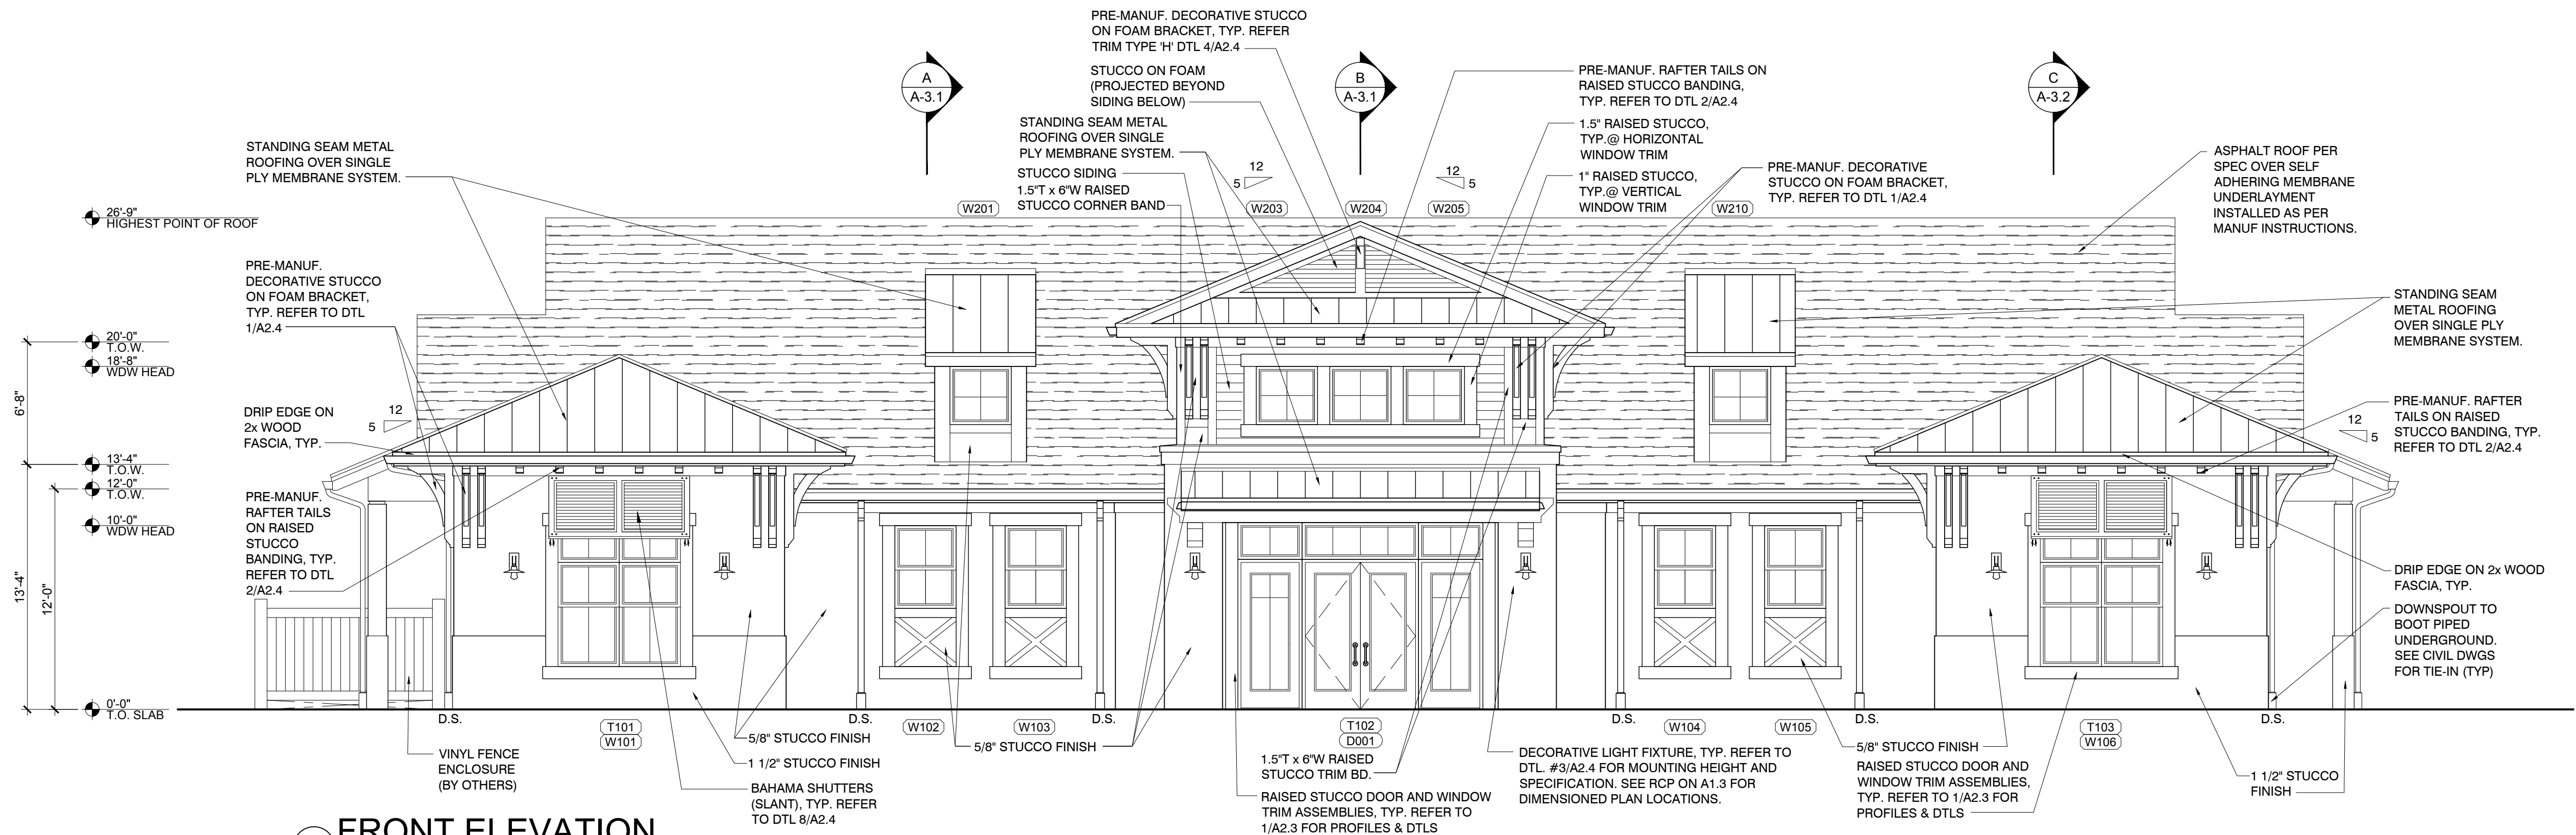 PRE-MANUF. DECORATIVE STUCCO
ON FOAM BRACKET, TYP. REFER
TRIM TYPE 'H' DTL 4/A2.4
STUCCO ON FOAM
(PROJECTED BEYOND
SIDING BELOW)
STANDING SEAM METAL
ROOFING OVER SINGLE
PLY MEMBRANE SYSTEM.
STUCCO SIDING
1.5"T x 6"W RAISED
STUCCO CORNER BAND
A
A-3.1
B
A-3.1
C
A-3.2
PRE-MANUF. RAFTER TAILS ON
RAISED STUCCO BANDING,
TYP. REFER TO DTL 2/A2.4
1.5" RAISED STUCCO,
TYP.@ HORIZONTAL
WINDOW TRIM
1" RAISED STUCCO,
TYP.@ VERTICAL
WINDOW TRIM
PRE-MANUF. DECORATIVE
STUCCO ON FOAM BRACKET,
TYP. REFER TO DTL 1/A2.4
ASPHALT ROOF PER
SPEC OVER SELF
ADHERING MEMBRANE
UNDERLAYMENT
INSTALLED AS PER
MANUF INSTRUCTIONS.
STANDING SEAM METAL
ROOFING OVER SINGLE
PLY MEMBRANE SYSTEM.
12
5
12
5
W201
W203
W204
W205
W210
26'-9"
HIGHEST POINT OF ROOF
PRE-MANUF.
DECORATIVE STUCCO
ON FOAM BRACKET,
TYP. REFER TO DTL
1/A2.4
20'-0"
T.O.W.
18'-8"
WDW HEAD
6'-8"
DRIP EDGE ON
2x WOOD
FASCIA, TYP.
12
5
13'-4"
T.O.W.
12'-0"
T.O.W.
10'-0"
WDW HEAD
PRE-MANUF.
RAFTER TAILS
ON RAISED
STUCCO
BANDING, TYP.
REFER TO DTL
2/A2.4
13'-4"
12'-0"
0'-0"
T.O. SLAB
STANDING SEAM
METAL ROOFING
OVER SINGLE PLY
MEMBRANE SYSTEM.
12
5
PRE-MANUF. RAFTER
TAILS ON RAISED
STUCCO BANDING, TYP.
REFER TO DTL 2/A2.4
DRIP EDGE ON 2x WOOD
FASCIA, TYP.
DOWNSPOUT TO
BOOT PIPED
UNDERGROUND.
SEE CIVIL DWGS
FOR TIE-IN (TYP)
D.S.
T101
W101
D.S.
W102
W103
D.S.
T102
D001
D.S.
W104
W105
D.S.
T103
W106
D.S.
VINYL FENCE
ENCLOSURE
(BY OTHERS)
5/8" STUCCO FINISH
1 1/2" STUCCO FINISH
BAHAMA SHUTTERS
(SLANT), TYP. REFER
TO DTL 8/A2.4
5/8" STUCCO FINISH
1.5"T x 6"W RAISED
STUCCO TRIM BD.
RAISED STUCCO DOOR AND WINDOW
TRIM ASSEMBLIES, TYP. REFER TO
1/A2.3 FOR PROFILES & DTLS
DECORATIVE LIGHT FIXTURE, TYP. REFER TO
DTL. #3/A2.4 FOR MOUNTING HEIGHT AND
SPECIFICATION. SEE RCP ON A1.3 FOR
DIMENSIONED PLAN LOCATIONS.
5/8" STUCCO FINISH
RAISED STUCCO DOOR AND
WINDOW TRIM ASSEMBLIES,
TYP. REFER TO 1/A2.3 FOR
PROFILES & DTLS
1 1/2" STUCCO
FINISH
FRONT ELEVATION